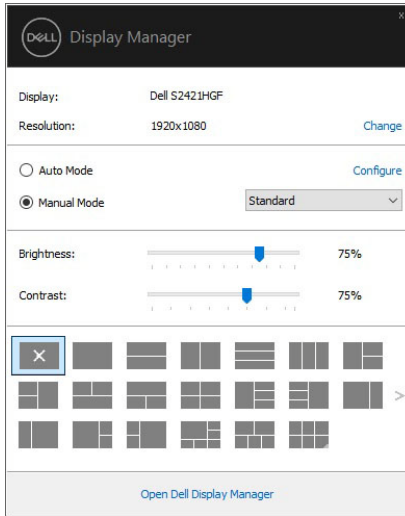 x
DELL Display Manager
Display: Dell S2421HGF
Resolution: 1920x1080 Change
Auto Mode Configure
Manual Mode Standard
Brightness: 75%
Contrast: 75%
Open Dell Display Manager